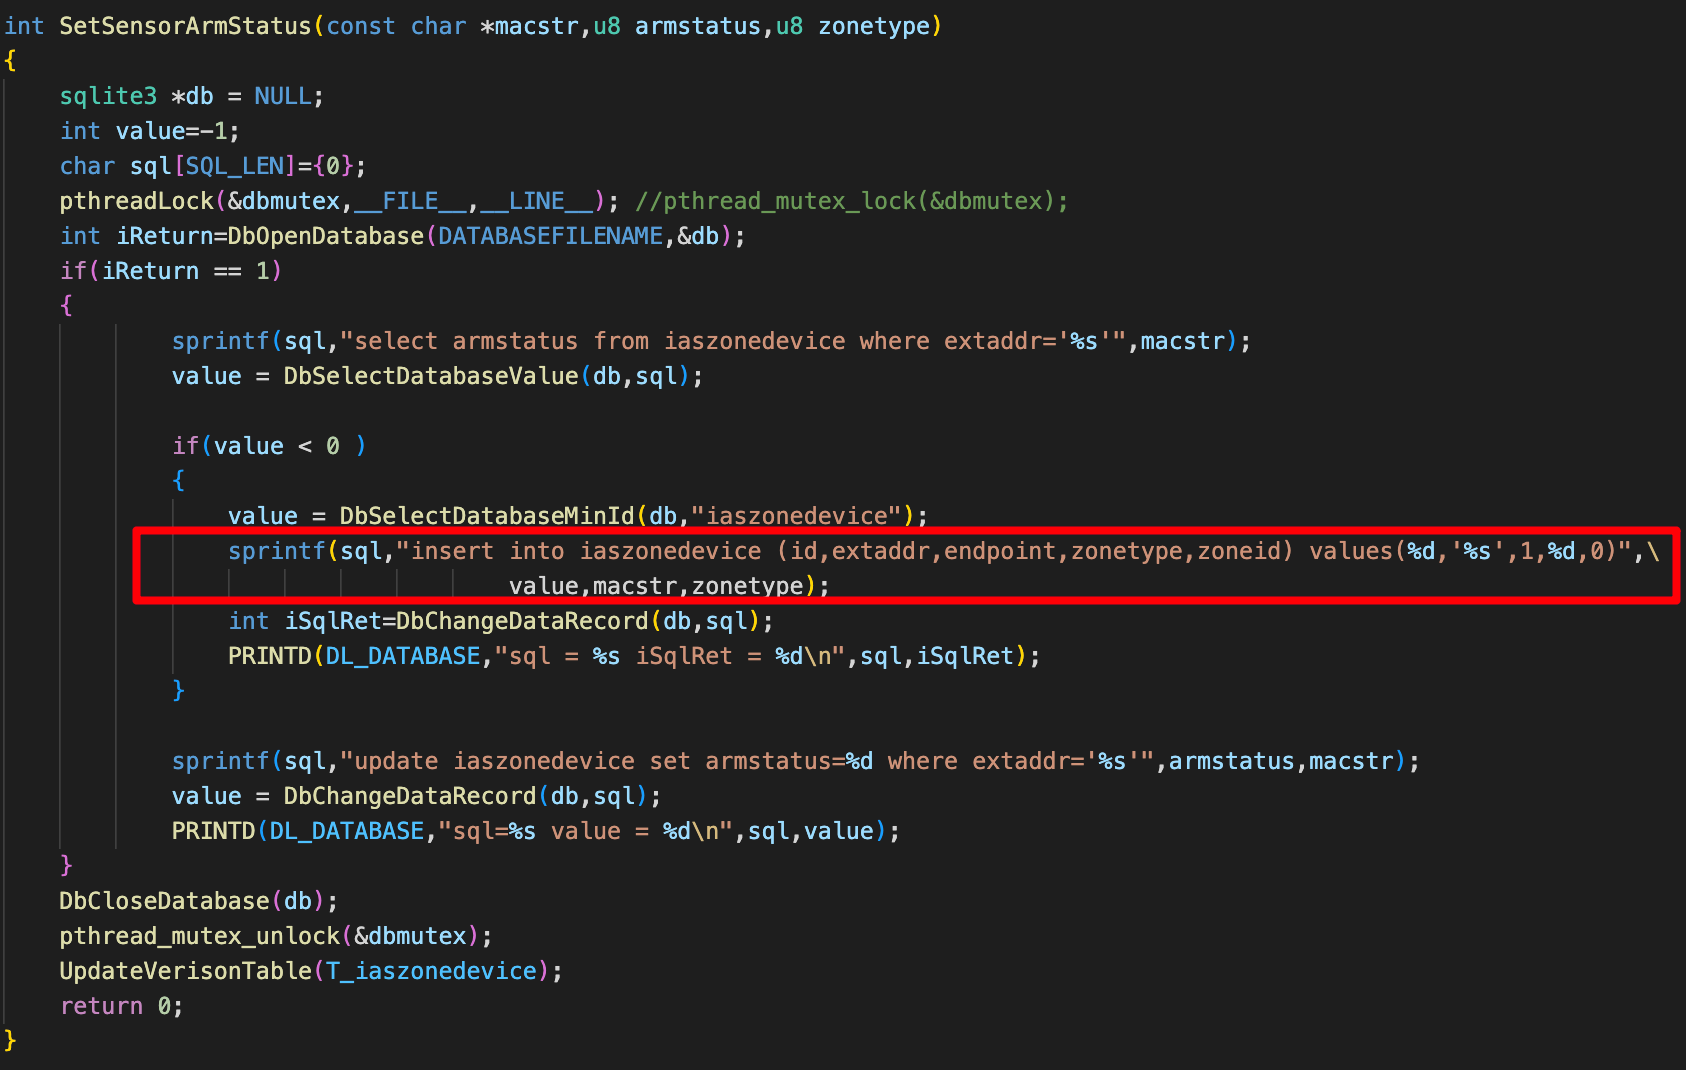 int SetSensorArmStatus(const char *macstr,u8 armstatus,u8 zonetype)
{
    sqlite3 *db = NULL;
    int value=-1;
    char sql[SQL_LEN]={0};
    pthreadLock(&dbmutex,__FILE__,__LINE__); //pthread_mutex_lock(&dbmutex);
    int iReturn=DbOpenDatabase(DATABASEFILENAME,&db);
    if(iReturn == 1)
    {
            sprintf(sql,"select armstatus from iaszonedevice where extaddr='%s'",macstr);
            value = DbSelectDatabaseValue(db,sql);

            if(value < 0 )
            {
                value = DbSelectDatabaseMinId(db,"iaszonedevice");
                sprintf(sql,"insert into iaszonedevice (id,extaddr,endpoint,zonetype,zoneid) values(%d,'%s',1,%d,0)",\
                                    value,macstr,zonetype);
                int iSqlRet=DbChangeDataRecord(db,sql);
                PRINTD(DL_DATABASE,"sql = %s iSqlRet = %d\n",sql,iSqlRet);
            }

            sprintf(sql,"update iaszonedevice set armstatus=%d where extaddr='%s'",armstatus,macstr);
            value = DbChangeDataRecord(db,sql);
            PRINTD(DL_DATABASE,"sql=%s value = %d\n",sql,value);
    }
    DbCloseDatabase(db);
    pthread_mutex_unlock(&dbmutex);
    UpdateVerisonTable(T_iaszonedevice);
    return 0;
}